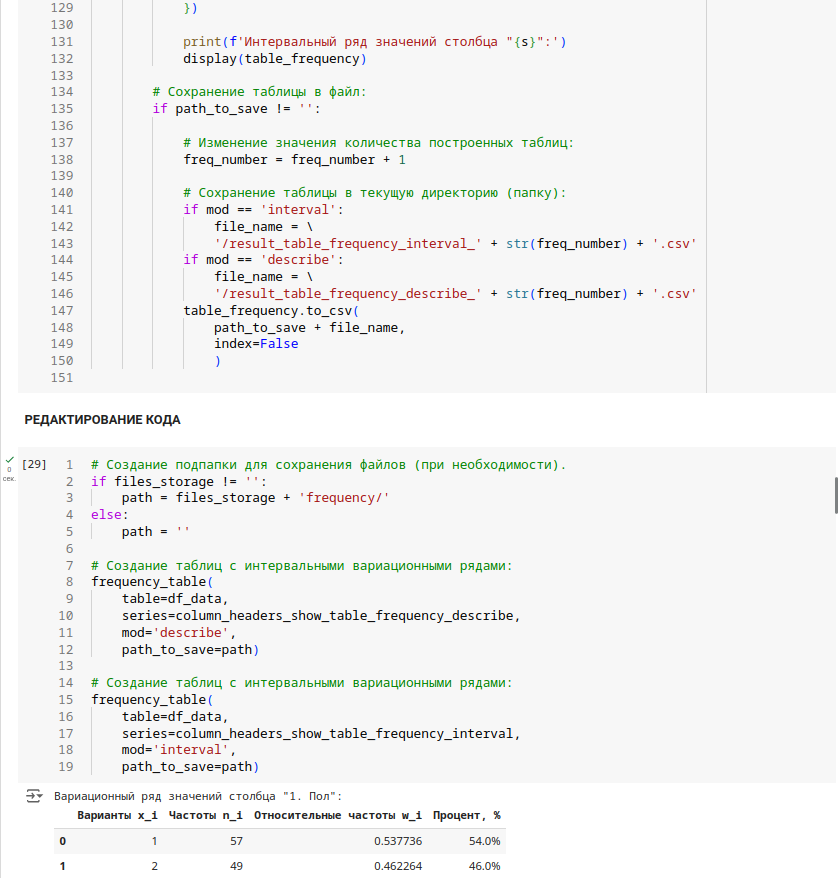 129 })
130
131 print(f'Интервальный ряд значений столбца "{s}":')
132 display(table_frequency)
133
134 # Сохранение таблицы в файл:
135 if path_to_save != '':
136
137 # Изменение значения количества построенных таблиц:
138 freq_number = freq_number + 1
139
140 # Сохранение таблицы в текущую директорию (папку):
141 if mod == 'interval':
142 file_name = \
143 '/result_table_frequency_interval_' + str(freq_number) + '.csv'
144 if mod == 'describe':
145 file_name = \
146 '/result_table_frequency_describe_' + str(freq_number) + '.csv'
147 table_frequency.to_csv(
148 path_to_save + file_name,
149 index=False
150 )
151
РЕДАКТИРОВАНИЕ КОДА
0 сек.
[29] 1 # Создание подпапки для сохранения файлов (при необходимости).
2 if files_storage != '':
3 path = files_storage + 'frequency/'
4 else:
5 path = ''
6
7 # Создание таблиц с интервальными вариационными рядами:
8 frequency_table(
9 table=df_data,
10 series=column_headers_show_table_frequency_describe,
11 mod='describe',
12 path_to_save=path)
13
14 # Создание таблиц с интервальными вариационными рядами:
15 frequency_table(
16 table=df_data,
17 series=column_headers_show_table_frequency_interval,
18 mod='interval',
19 path_to_save=path)
Вариационный ряд значений столбца "1. Пол":
Варианты x_i Частоты n_i Относительные частоты w_i Процент, %
0 1 57 0.537736 54.0%
1 2 49 0.462264 46.0%